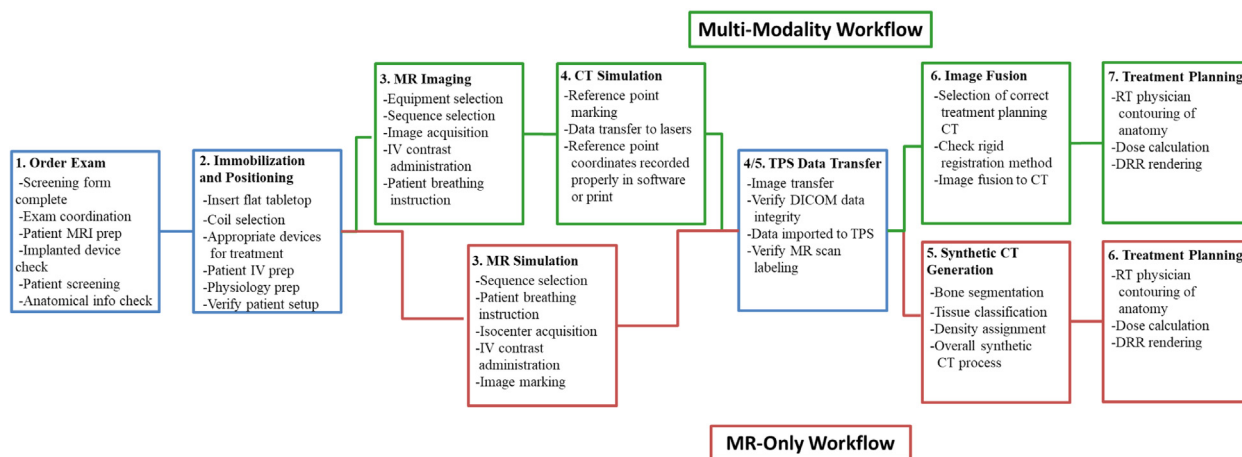 Multi-Modality Workflow
1. Order Exam
-Screening form
complete
-Exam coordination
-Patient MRI prep
-Implanted device
check
-Patient screening
-Anatomical info check
2. Immobilization
and Positioning
-Insert flat tabletop
-Coil selection
-Appropriate devices
for treatment
-Patient IV prep
-Physiology prep
-Verify patient setup
3. MR Imaging
-Equipment selection
-Sequence selection
-Image acquisition
-IV contrast
administration
-Patient breathing
instruction
4. CT Simulation
-Reference point
marking
-Data transfer to lasers
-Reference point
coordinates recorded
properly in software
or print
3. MR Simulation
-Sequence selection
-Patient breathing
instruction
-Isocenter acquisition
-IV contrast
administration
-Image marking
4/5. TPS Data Transfer
-Image transfer
-Verify DICOM data
integrity
-Data imported to TPS
-Verify MR scan
labeling
6. Image Fusion
-Selection of correct
treatment planning
CT
-Check rigid
registration method
-Image fusion to CT
7. Treatment Planning
-RT physician
contouring of
anatomy
-Dose calculation
-DRR rendering
5. Synthetic CT
Generation
-Bone segmentation
-Tissue classification
-Density assignment
-Overall synthetic
CT process
6. Treatment Planning
-RT physician
contouring of
anatomy
-Dose calculation
-DRR rendering
MR-Only Workflow